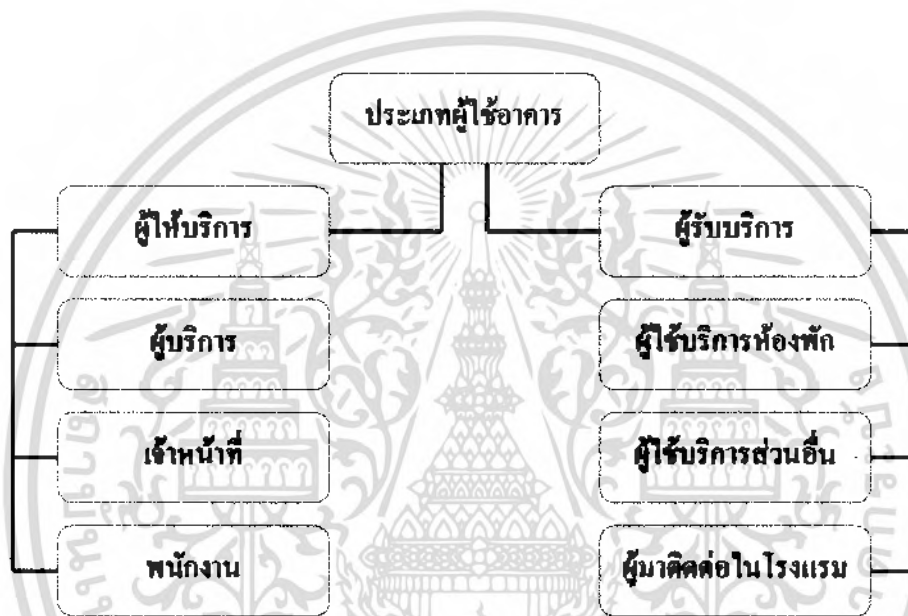 ประเภทผู้ใช้อาคาร
ผู้ให้บริการ
ผู้รับบริการ
ผู้บริการ
ผู้ใช้บริการห้องพัก
เจ้าหน้าที่
ผู้ใช้บริการส่วนอื่น
พนักงาน
ผู้มาติดต่อในโรงแรม